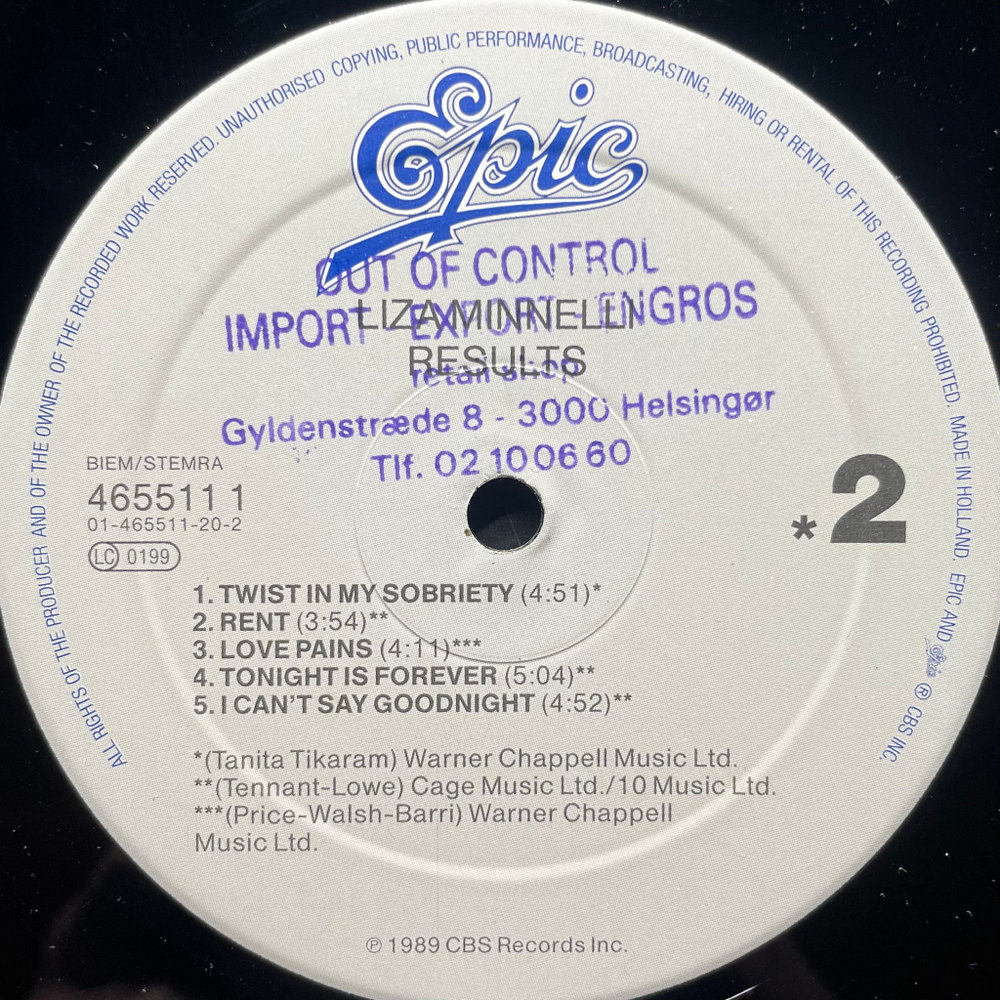 ALL RIGHTS OF THE PRODUCER AND OF THE OWNER OF THE RECORDED WORK RESERVED. UNAUTHORISED COPYING, PUBLIC PERFORMANCE, BROADCASTING, HIRING OR RENTAL OF THIS RECORDING PROHIBITED. MADE IN HOLLAND. EPIC AND Epic ® CBS INC.
Epic
OUT OF CONTROL
IMPORT - EXPORT - ENGROS
LIZA MINNELLI
RESULTS
retail shop
Gyldenstræde 8 - 3000 Helsingør
Tlf. 02 10 06 60
BIEM/STEMRA
465511 1
01-465511-20-2
LC 0199
*2
1. TWIST IN MY SOBRIETY (4:51)*
2. RENT (3:54)**
3. LOVE PAINS (4:11)***
4. TONIGHT IS FOREVER (5:04)**
5. I CAN'T SAY GOODNIGHT (4:52)**
*(Tanita Tikaram) Warner Chappell Music Ltd.
**(Tennant-Lowe) Cage Music Ltd./10 Music Ltd.
***(Price-Walsh-Barri) Warner Chappell
Music Ltd.
℗ 1989 CBS Records Inc.